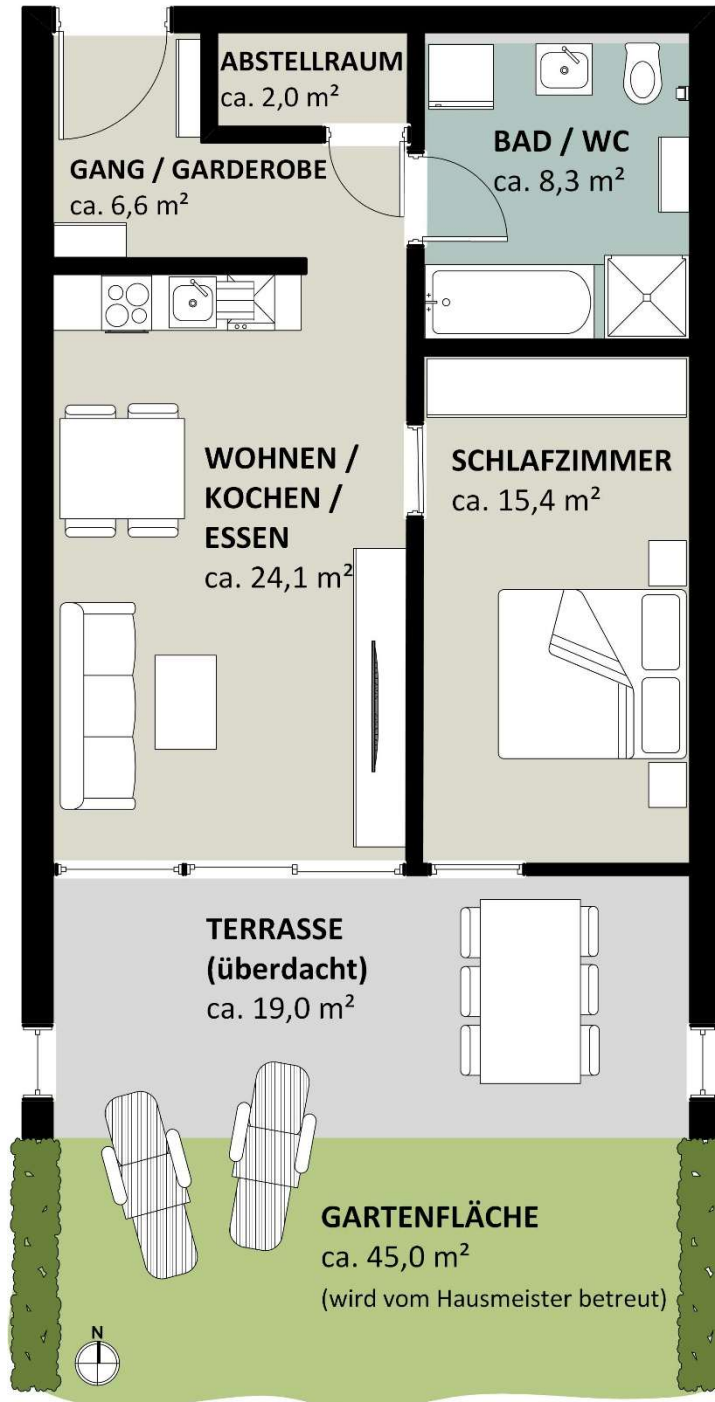 ABSTELLRAUM
ca. 2,0 m²
BAD / WC
ca. 8,3 m²
GANG / GARDEROBE
ca. 6,6 m²
WOHNEN /
KOCHEN /
ESSEN
ca. 24,1 m²
SCHLAFZIMMER
ca. 15,4 m²
TERRASSE
(überdacht)
ca. 19,0 m²
GARTENFLÄCHE
ca. 45,0 m²
(wird vom Hausmeister betreut)
N